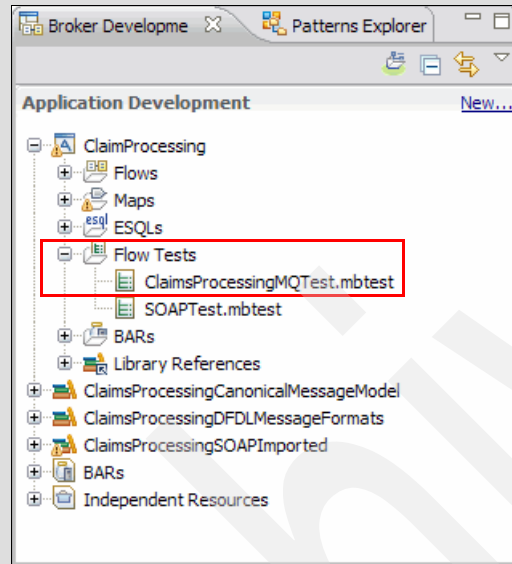 Broker Developme
Patterns Explorer
Application Development New...
ClaimProcessing
Flows
Maps
esql ESQLs
Flow Tests
ClaimsProcessingMQTest.mbtest
SOAPTest.mbtest
BARs
Library References
ClaimsProcessingCanonicalMessageModel
ClaimsProcessingDFDLMessageFormats
ClaimsProcessingSOAPImported
BARs
Independent Resources